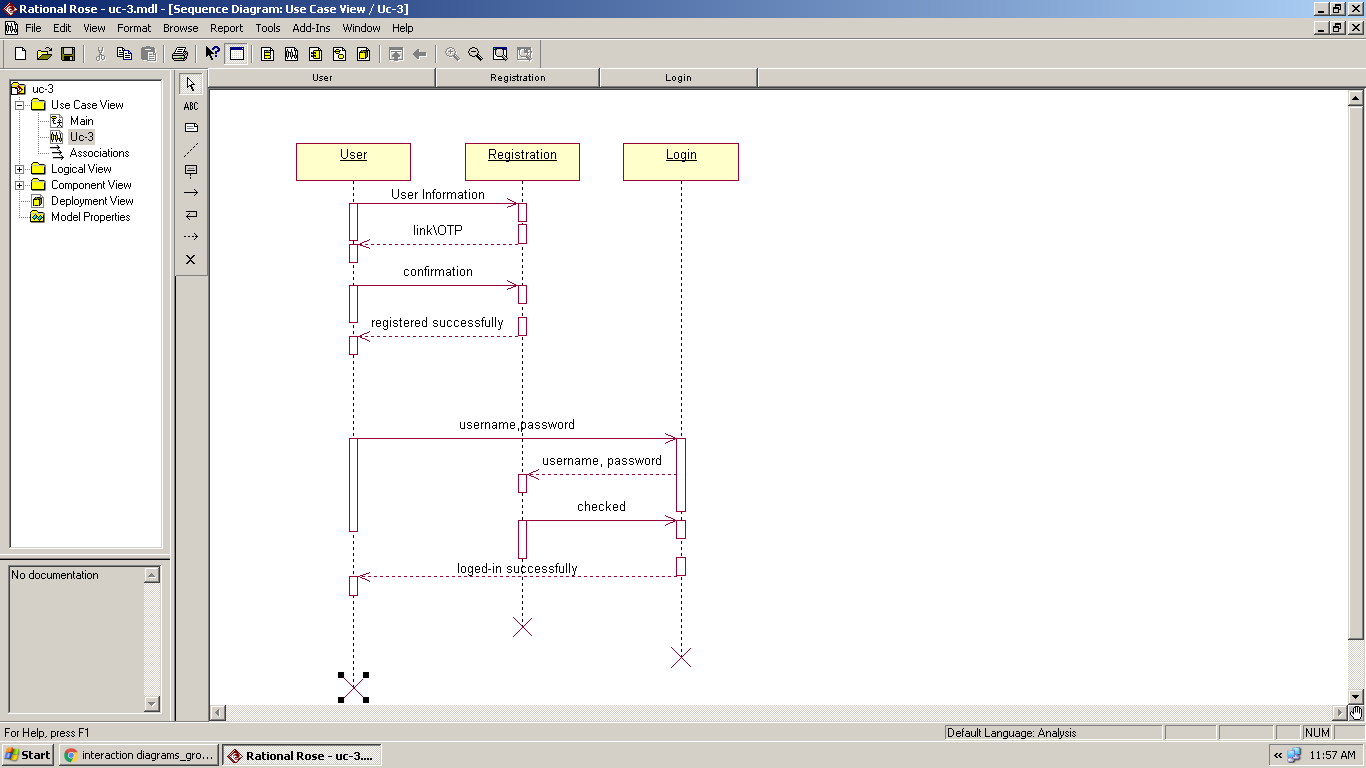 Rational Rose - uc-3.mdl - [Sequence Diagram: Use Case View / Uc-3]
File Edit View Format Browse Report Tools Add-Ins Window Help
User Registration Login
uc-3
Use Case View
Main
Uc-3
Associations
Logical View
Component View
Deployment View
Model Properties
ABC
No documentation
User Registration Login
User Information
link\OTP
confirmation
registered successfully
username,password
username, password
checked
loged-in successfully
For Help, press F1
Default Language: Analysis
NUM
Start
interaction diagrams_gro...
Rational Rose - uc-3....
11:57 AM